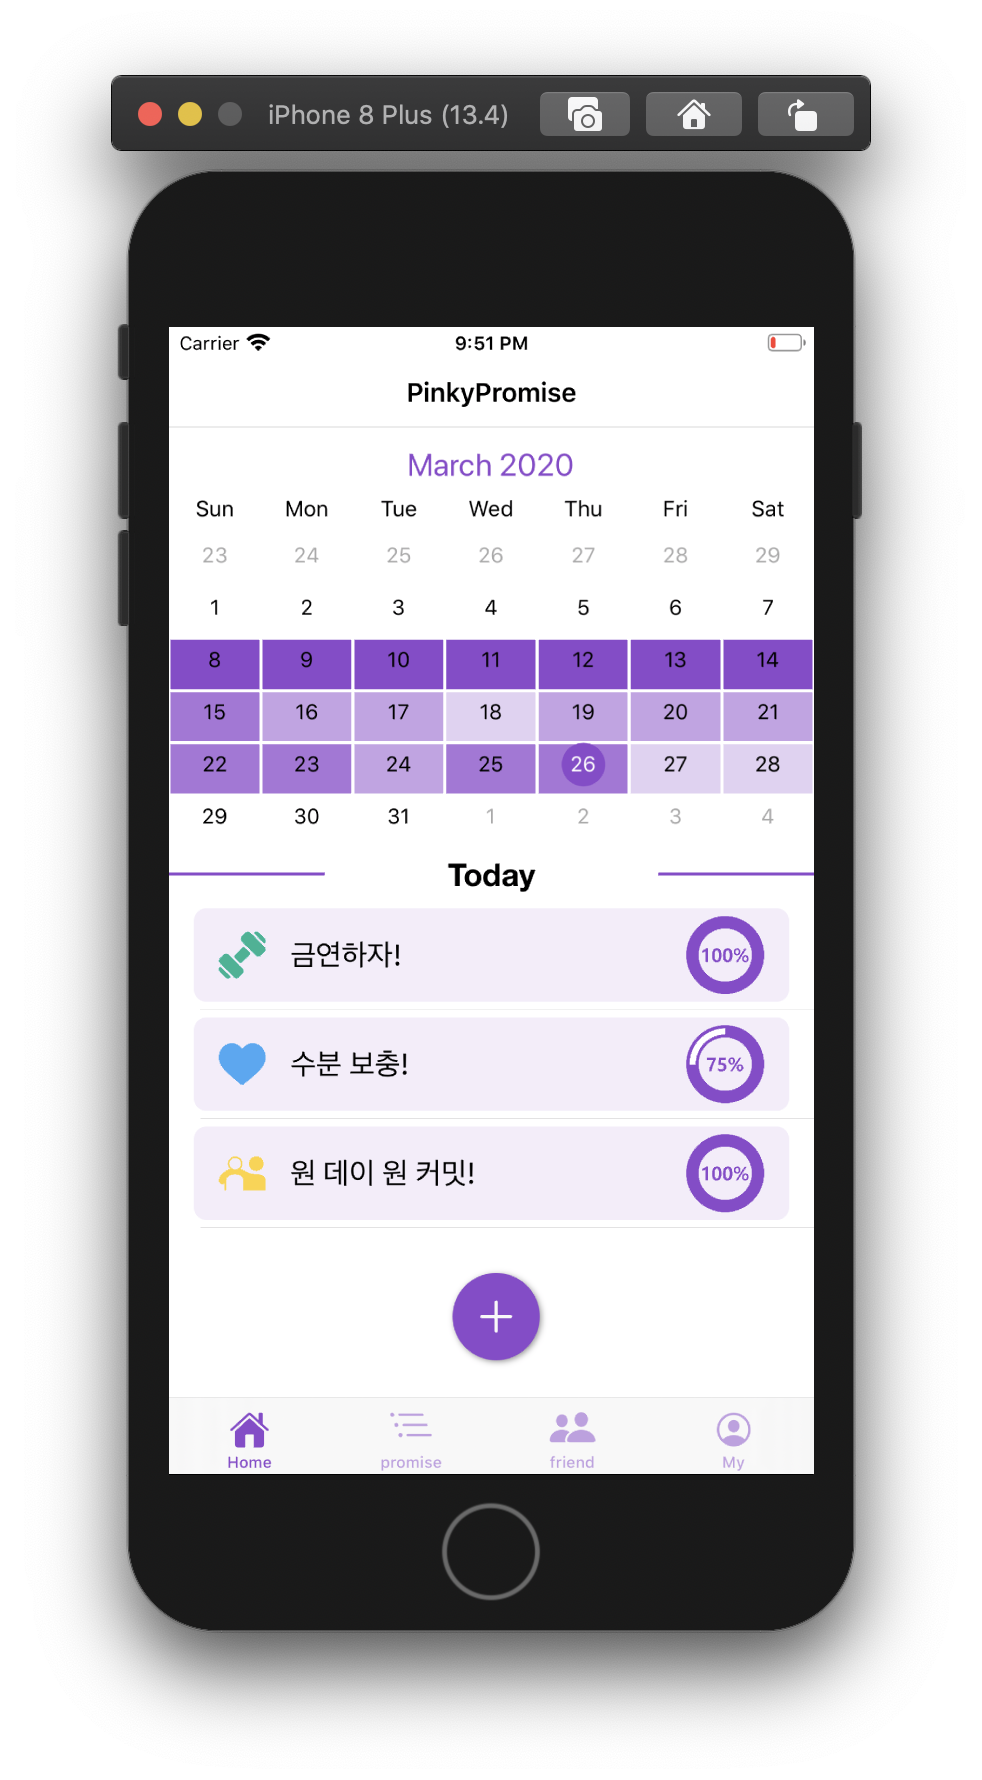 iPhone 8 Plus (13.4)
Carrier 9:51 PM
PinkyPromise
March 2020
Sun Mon Tue Wed Thu Fri Sat
23 24 25 26 27 28 29
1 2 3 4 5 6 7
8 9 10 11 12 13 14
15 16 17 18 19 20 21
22 23 24 25 26 27 28
29 30 31 1 2 3 4
Today
금연하자! 100%
수분 보충! 75%
원 데이 원 커밋! 100%
Home promise friend My